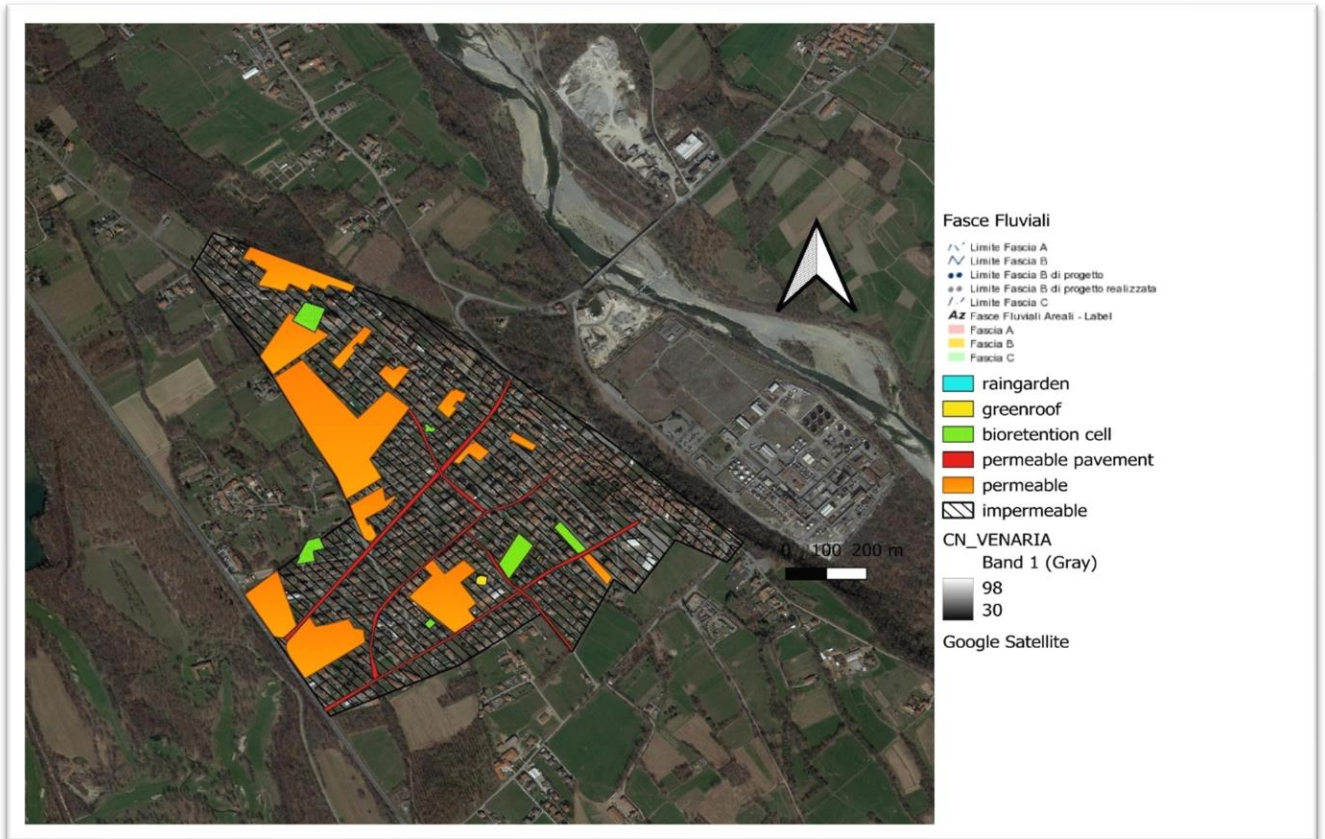 0 100 200 m
Fasce Fluviali
Limite Fascia A
Limite Fascia B
Limite Fascia B di progetto
Limite Fascia B di progetto realizzata
Limite Fascia C
Az Fasce Fluviali Areali - Label
Fascia A
Fascia B
Fascia C
raingarden
greenroof
bioretention cell
permeable pavement
permeable
impermeable
CN_VENARIA
Band 1 (Gray)
98
30
Google Satellite